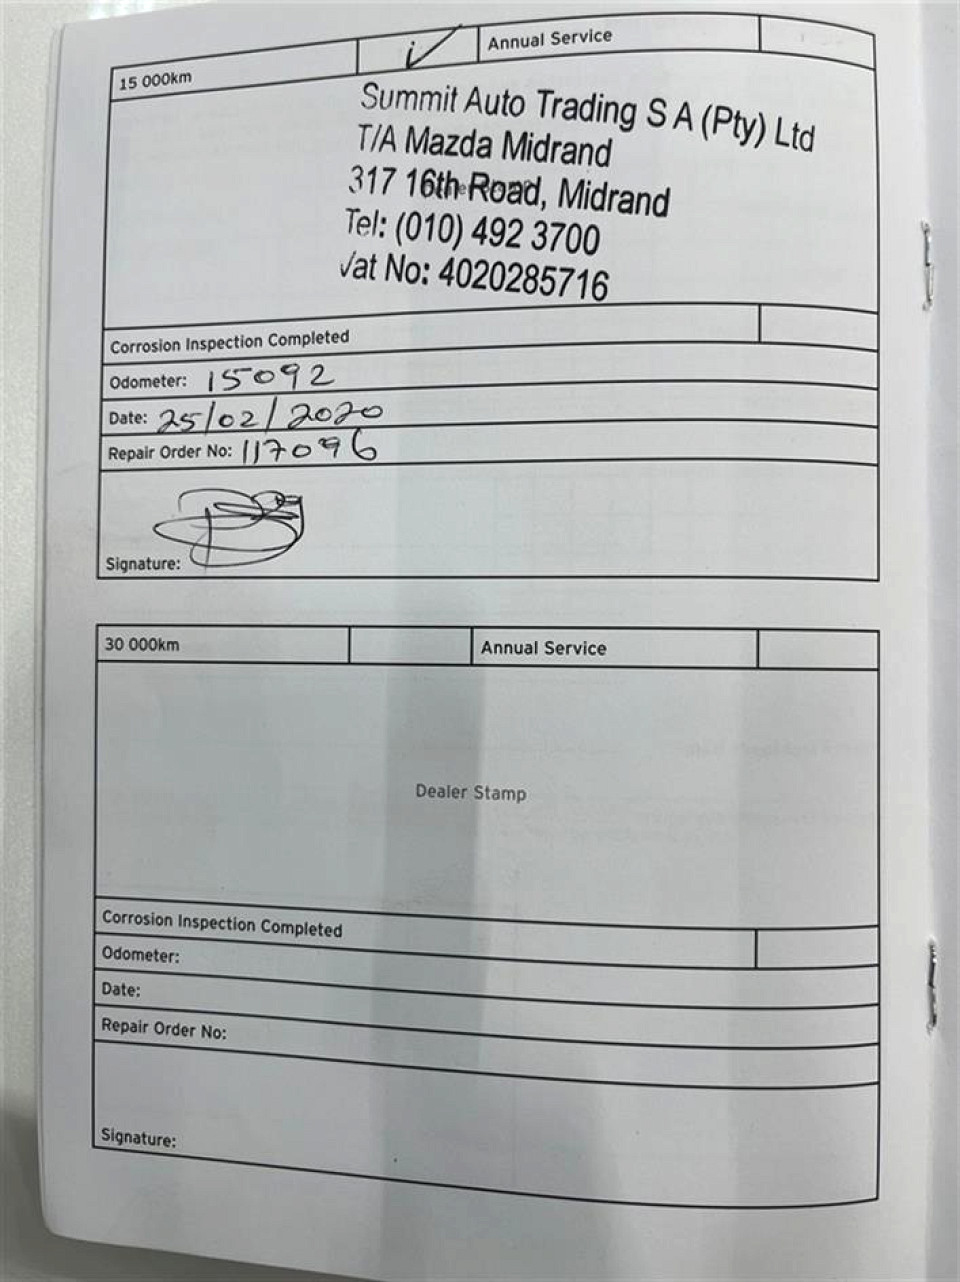 15 000km
Annual Service
Summit Auto Trading S A (Pty) Ltd
T/A Mazda Midrand
317 16th Road, Midrand
Tel: (010) 492 3700
Vat No: 4020285716
Corrosion Inspection Completed
Odometer: 15092
Date: 25/02/2020
Repair Order No: 117096
Signature:
30 000km
Annual Service
Dealer Stamp
Corrosion Inspection Completed
Odometer:
Date:
Repair Order No:
Signature: